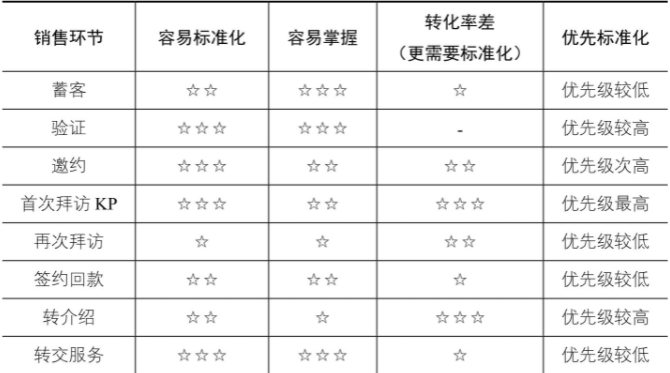 销售环节 容易标准化 容易掌握 转化率差（更需要标准化） 优先标准化
蓄客 ☆☆ ☆☆☆ ☆ 优先级较低
验证 ☆☆☆ ☆☆☆ - 优先级较高
邀约 ☆☆☆ ☆☆ ☆☆ 优先级次高
首次拜访 KP ☆☆☆ ☆☆ ☆☆☆ 优先级最高
再次拜访 ☆ ☆ ☆☆ 优先级较低
签约回款 ☆☆ ☆☆ ☆ 优先级较低
转介绍 ☆☆ ☆ ☆☆☆ 优先级较高
转交服务 ☆☆☆ ☆☆☆ ☆ 优先级较低